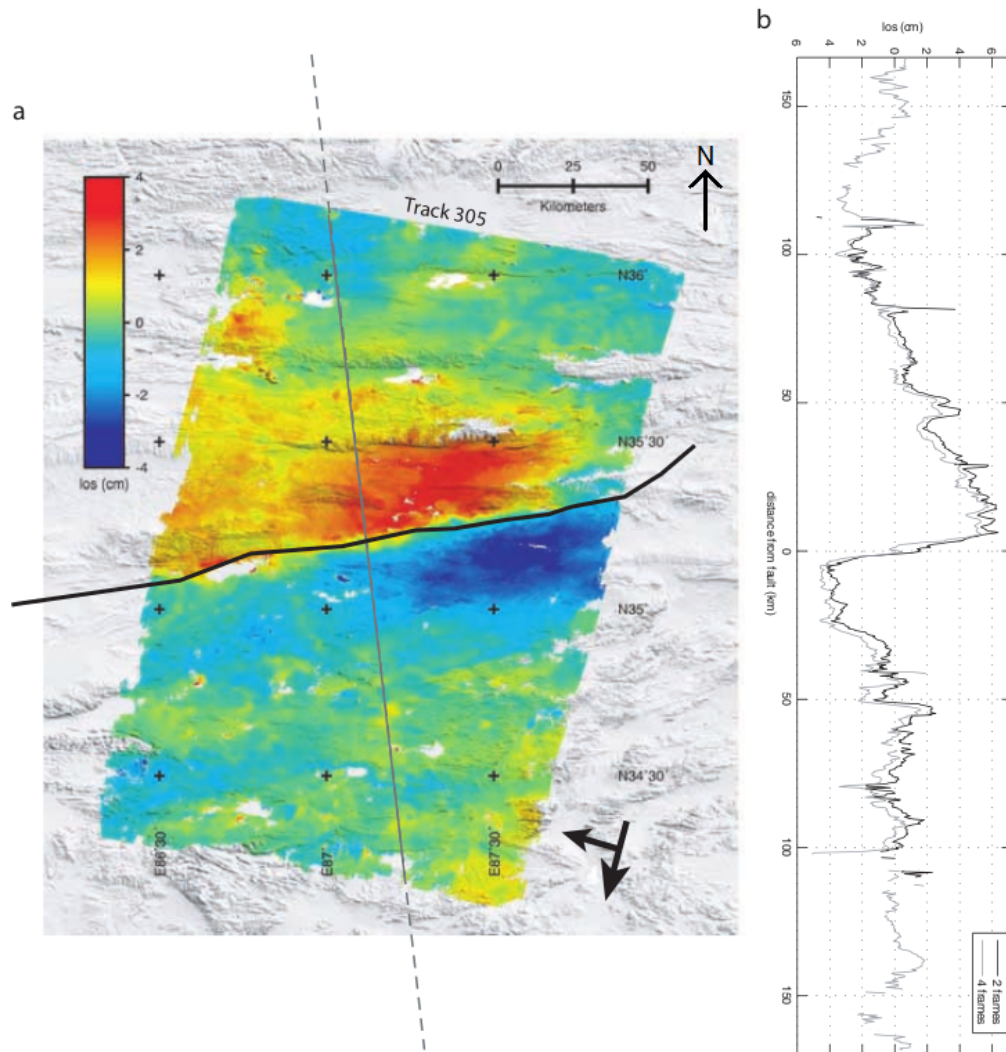 a
4
2
0
-2
-4
los (cm)
Track 305
0 25 50
Kilometers
N
N36°
N35°30'
N35°
N34°30'
E86°30'
E87°
E87°30'
b
los (cm)
6 4 2 0 2 4 6
150
100
50
0
50
100
150
distance from fault (km)
2 frames
4 frames